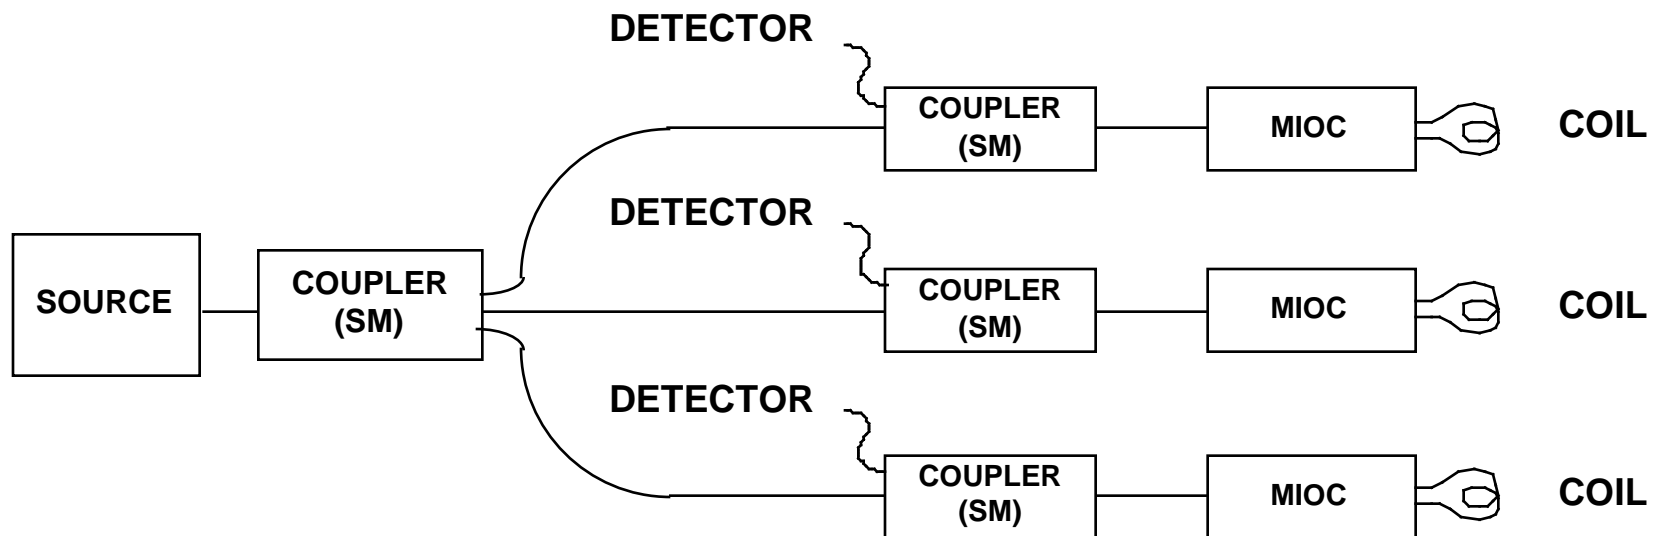 DETECTOR
COUPLER
(SM)
MIOC
COIL
DETECTOR
SOURCE
COUPLER
(SM)
COUPLER
(SM)
MIOC
COIL
DETECTOR
COUPLER
(SM)
MIOC
COIL